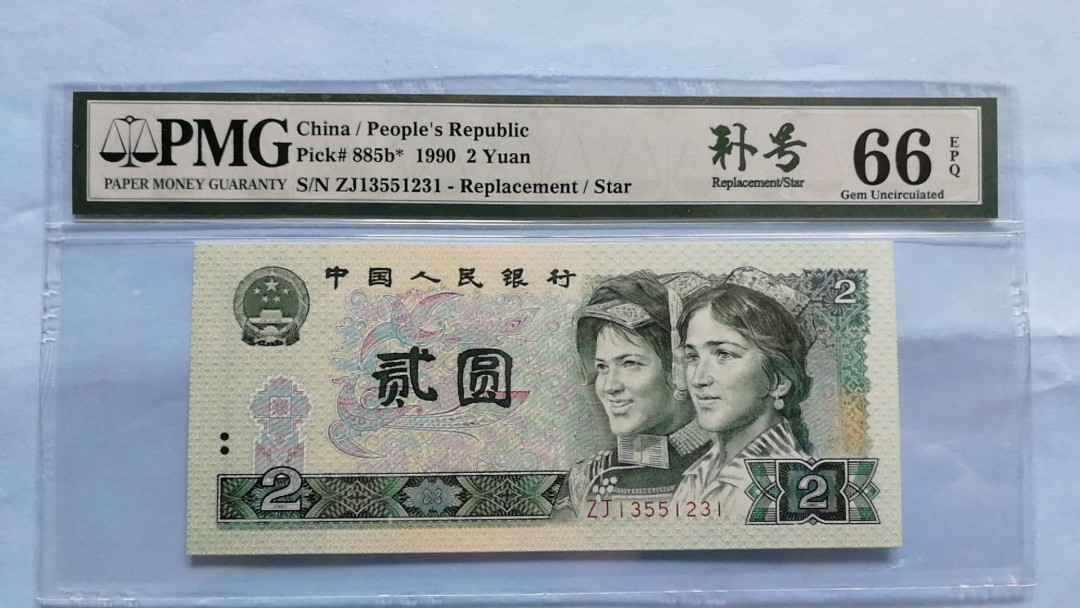 PMG
PAPER MONEY GUARANTY
China / People's Republic
Pick# 885b* 1990 2 Yuan
S/N ZJ13551231 - Replacement / Star
补号
Replacement/Star
66
EPQ
Gem Uncirculated
中国人民银行
2
贰圆
2
2
ZJ13551231